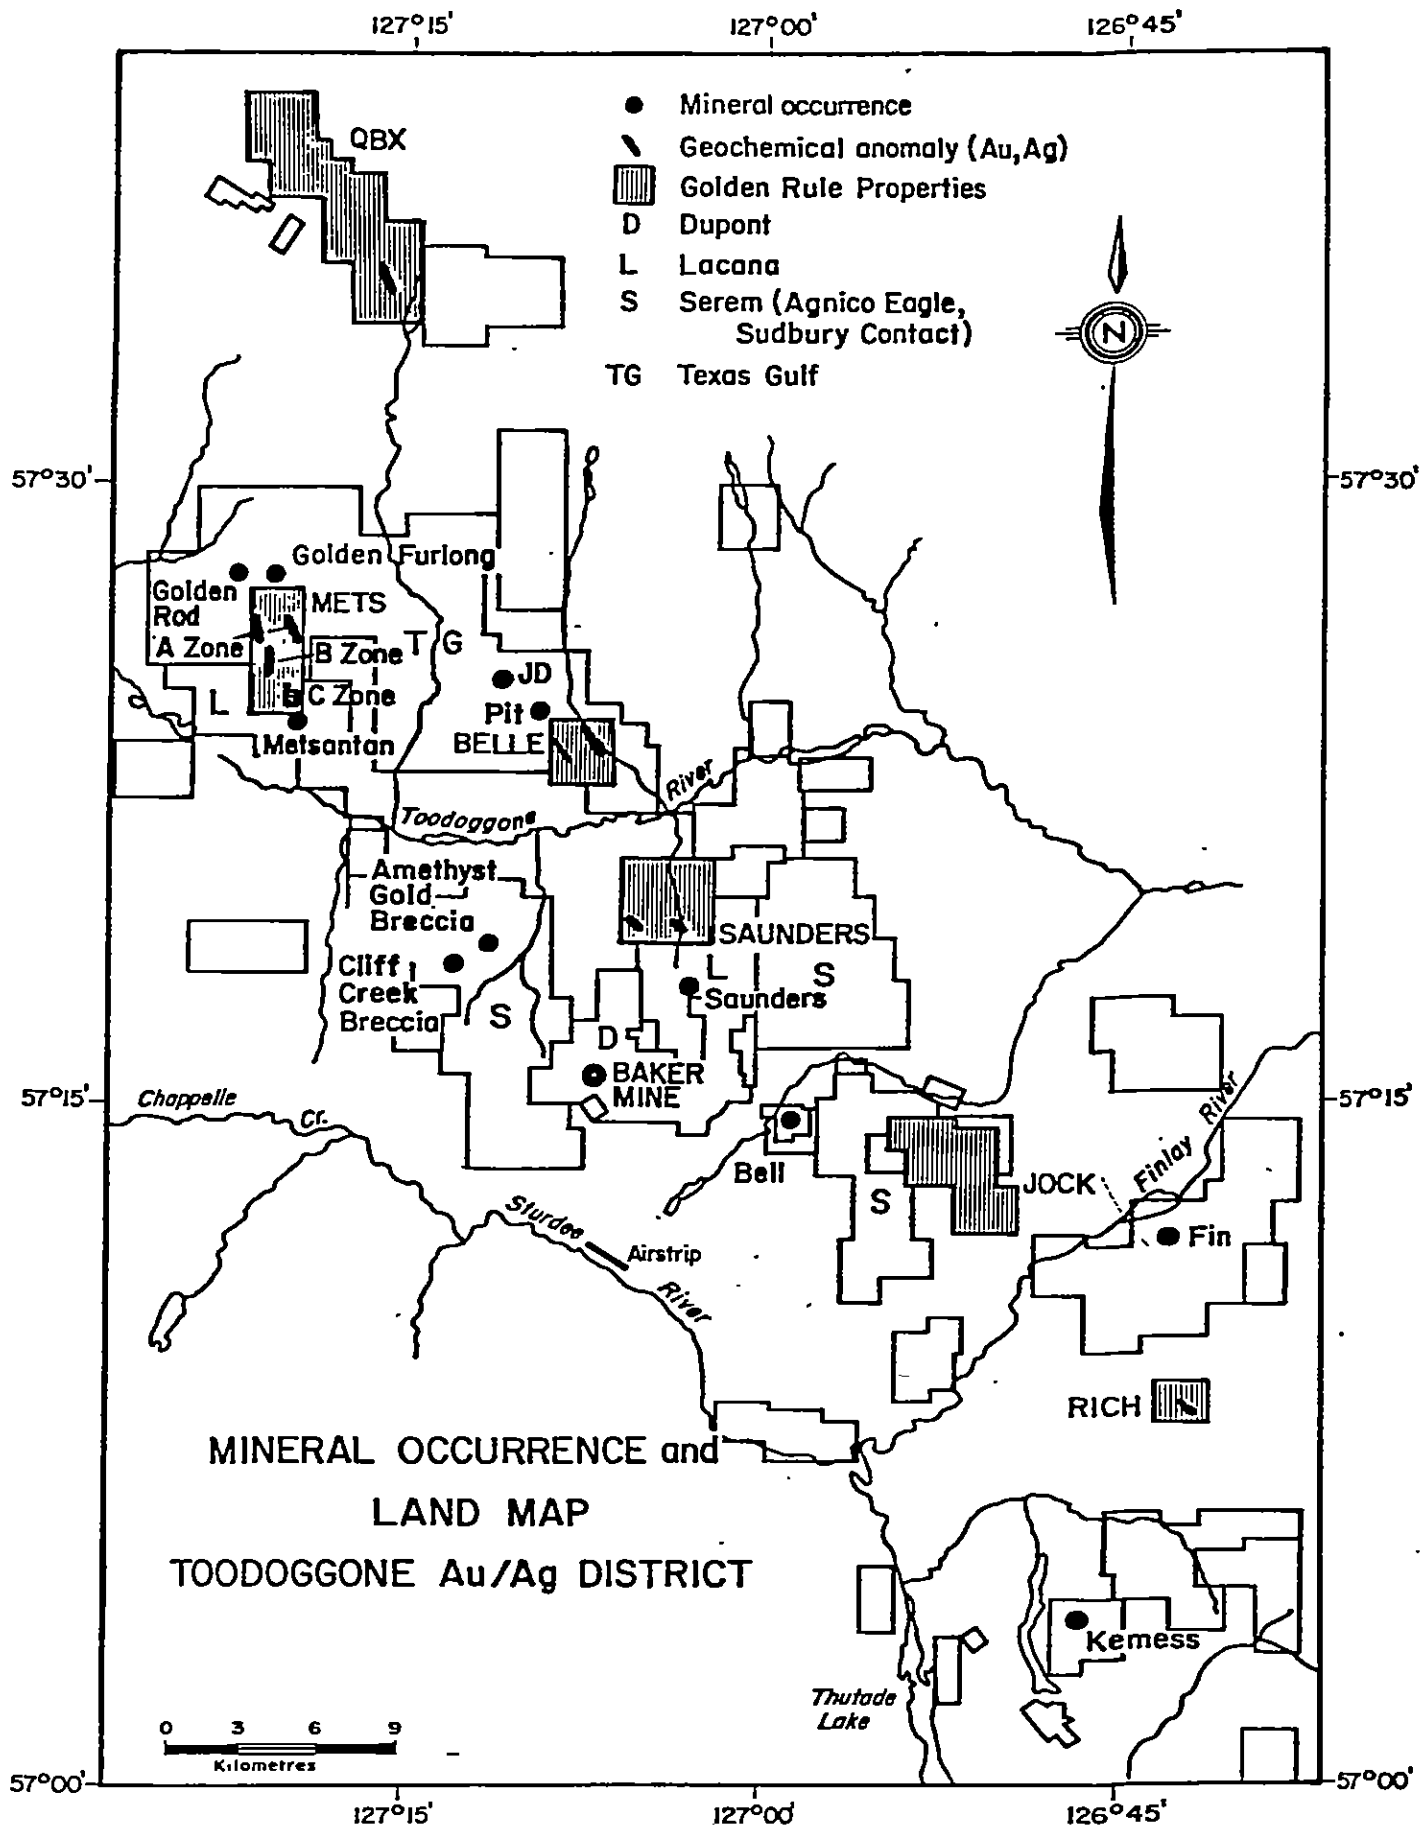 127°15'
127°00'
126°45'
Mineral occurrence
Geochemical anomaly (Au,Ag)
Golden Rule Properties
D Dupont
L Lacana
S Serem (Agnico Eagle,
Sudbury Contact)
TG Texas Gulf
QBX
N
57°30'
57°30'
Golden Furlong
Golden
Rod
METS
A Zone
B Zone
T G
JD
L
C Zone
Pit
Metsantan
BELLE
River
Toodoggone
Amethyst
Gold
Breccia
SAUNDERS
Cliff
Creek
Breccia
L
S
Saunders
S
D
BAKER
MINE
57°15'
57°15'
Chappelle
Cr.
Bell
River
Finlay
JOCK
S
Sturdee
Airstrip
River
Fin
RICH
MINERAL OCCURRENCE and
LAND MAP
TOODOGGONE Au/Ag DISTRICT
Kemess
Thutade
Lake
0 3 6 9
Kilometres
57°00'
57°00'
127°15'
127°00'
126°45'